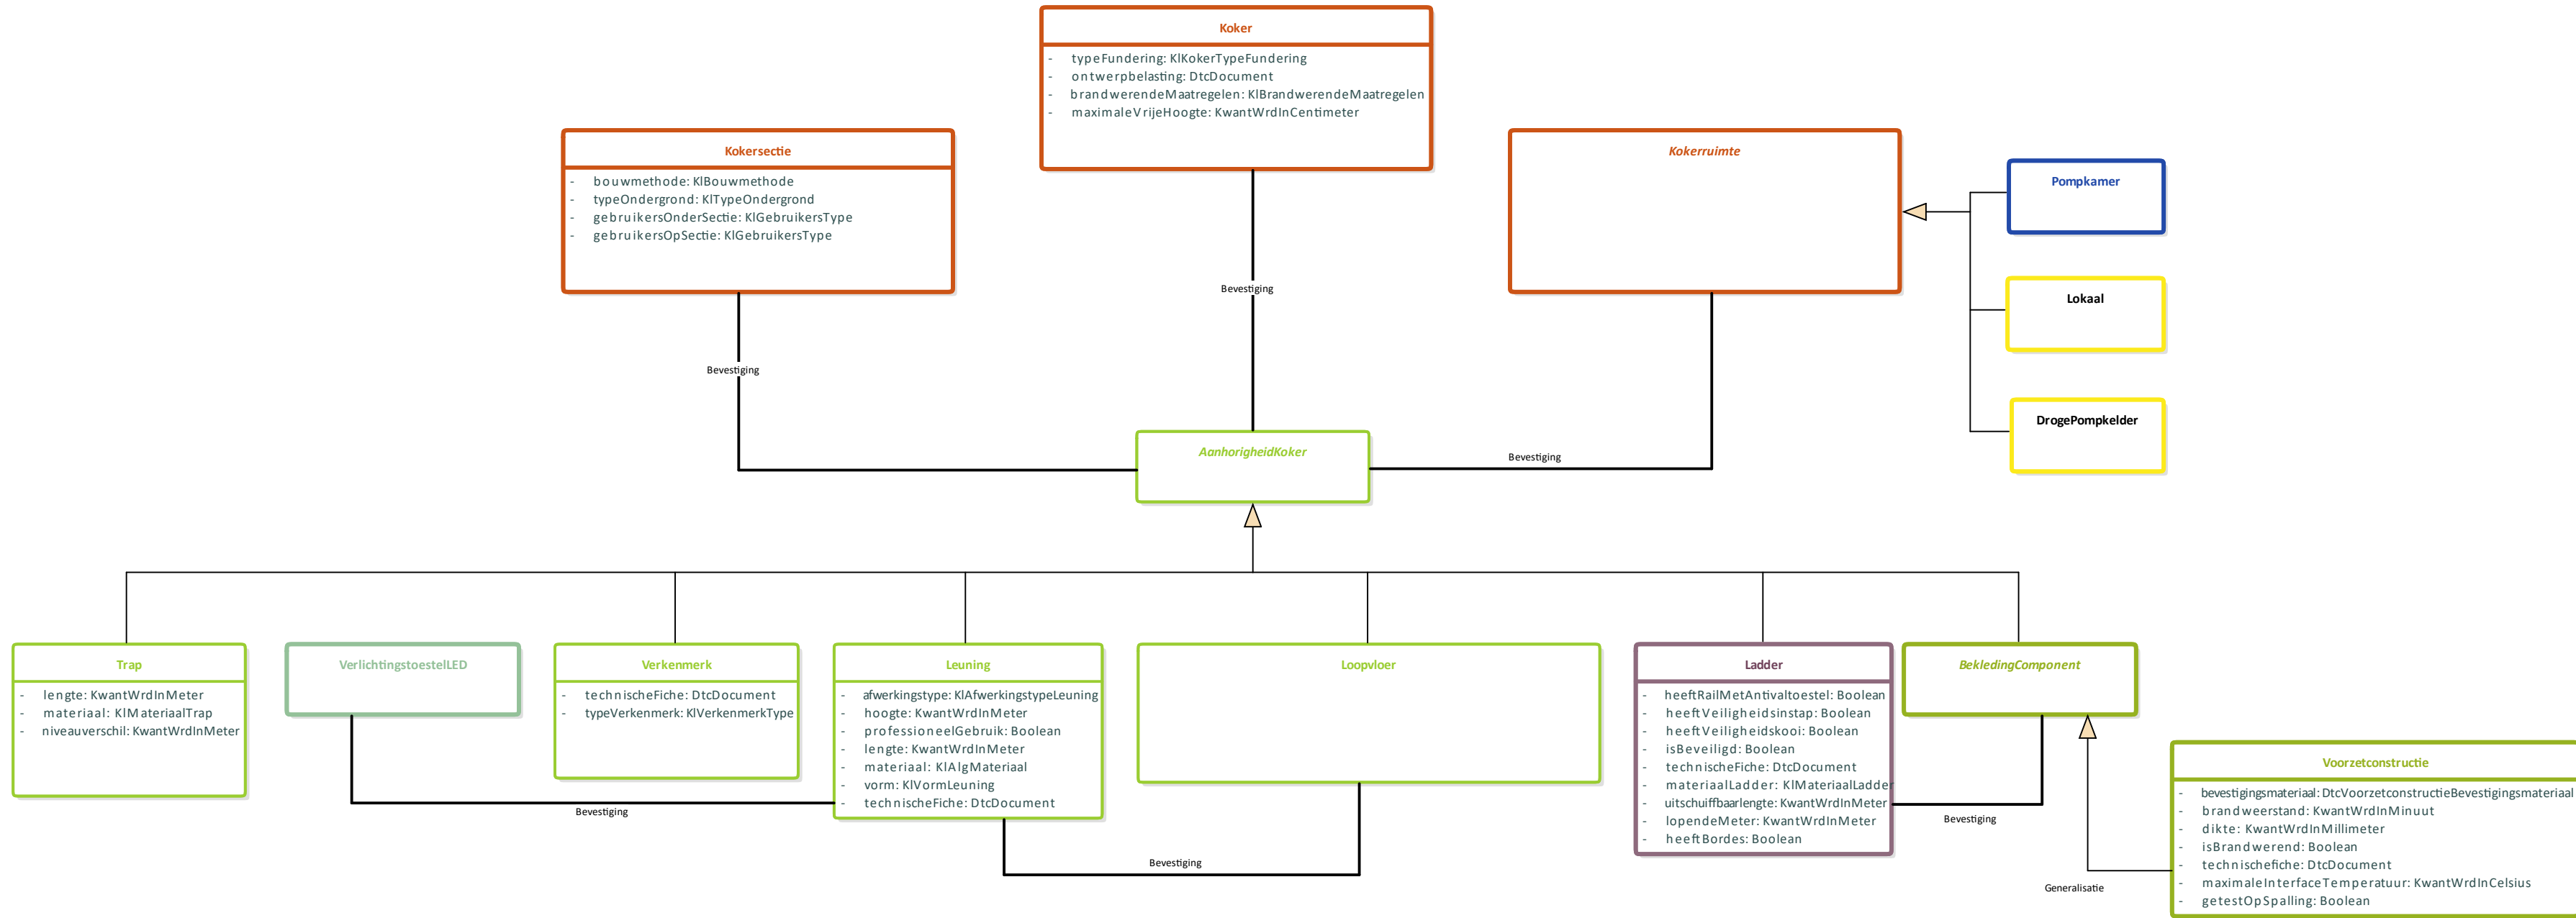 Koker
- typeFundering: KlKokerTypeFundering
- ontwerpbelasting: DtcDocument
- brandwerendeMaatregelen: KlBrandwerendeMaatregelen
- maximaleVrijeHoogte: KwantWrdInCentimeter
Kokersectie
- bouwmethode: KlBouwmethode
- typeOndergrond: KlTypeOndergrond
- gebruikersOnderSectie: KlGebruikersType
- gebruikersOpSectie: KlGebruikersType
Kokerruimte
Pompkamer
Lokaal
DrogePompkelder
Bevestiging
Bevestiging
Bevestiging
AanhorigheidKoker
Trap
- lengte: KwantWrdInMeter
- materiaal: KlMateriaalTrap
- niveauverschil: KwantWrdInMeter
VerlichtingstoestelLED
Verkenmerk
- technischeFiche: DtcDocument
- typeVerkenmerk: KlVerkenmerkType
Leuning
- afwerkingstype: KlAfwerkingstypeLeuning
- hoogte: KwantWrdInMeter
- professioneelGebruik: Boolean
- lengte: KwantWrdInMeter
- materiaal: KlAlgMateriaal
- vorm: KlVormLeuning
- technischeFiche: DtcDocument
Loopvloer
Ladder
- heeftRailMetAntivaltoestel: Boolean
- heeftVeiligheidsinstap: Boolean
- heeftVeiligheidskooi: Boolean
- isBeveiligd: Boolean
- technischeFiche: DtcDocument
- materiaalLadder: KlMateriaalLadder
- uitschuifbaarlengte: KwantWrdInMeter
- lopendeMeter: KwantWrdInMeter
- heeftBordes: Boolean
BekledingComponent
Voorzetconstructie
- bevestigingsmateriaal: DtcVoorzetconstructieBevestigingsmateriaal
- brandweerstand: KwantWrdInMinuut
- dikte: KwantWrdInMillimeter
- isBrandwerend: Boolean
- technischefiche: DtcDocument
- maximaleInterfaceTemperatuur: KwantWrdInCelsius
- getestOpSpalling: Boolean
Bevestiging
Bevestiging
Bevestiging
Generalisatie